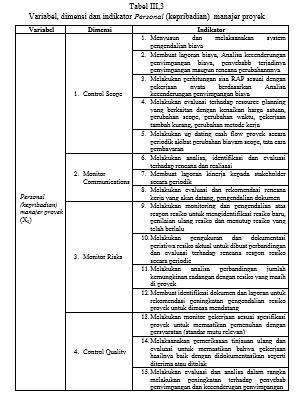 Tabel III,3
Variabel, dimensi dan indikator Personal (kepribadian) manajer proyek
Variabel
Dimensi
Indikator
Personal
(kepribadian)
manajer proyek
(X1)
1. Control Scope
1. Menyusun dan melaksanakan system
pengendalian biaya
2. Membuat laporan biaya, Analisa kecenderungan
penyimpangan biaya, penyebabb terjadinya
penyimpangan maupun rencana perubahannya
3. Melakukan perhitungan sisa RAP sesuai dengan
pekerjaan nyata berdasarkan Analisa
kecenderungan penyimpangan biaya
4. Melakukan evaluasi terhadap resource planning
yang berkaitan dengan kenaikan harga satuan,
perubahan scope, perubahan waktu, pekerjaan
tambah kurang, perubahan metode kerja
5. Melakukan up dating cash flow proyek secara
periodik akibat perubahan biayam scope, tata cara
pembayaran
2. Monitor
Communications
6. Melakukan analisa, identifikasi dan evaluasi
terhadap rencana dan realisasi
7. Membuat laporan kinerja kepada stakeholder
secara periodik
8. Melakukan evaluasi dan rekomendasi rencana
kerja yang akan datang, pengendalian dokumen
3. Monitor Risks
9. Melakukan monitoring dan pengendalian atas
respon resiko untuk mengidentifikasi resiko baru,
penilaian ulang resiko dan menutup resiko yang
telah berlalu
10. Melakukan pengukuran dan dokumentasi
peristiwa resiko aktual untuk dibuat perbandingan
dan evaluasi terhadap rencana respon resiko
secara periodic
11. Melakukan analisa perbandingan jumlah
kemungkinan cadangan dengan resiko yang masih
di proyek
12. Membuat identifikasi dokumen dan laporan untuk
rekomendasi peningkatan pengendalian resiko
proyek untuk dimasa mendatang
4. Control Quality
13. Melakukan monitor pekerjaan sesuai spesifikasi
proyek untuk memastikan pemenuhan dengan
persyaratan (standar mutu relevan)
14. Melaksanakan pemeriksaan tinjauan ulang dan
evaluasi untuk memastikan bahwa pekerjaan
hasilnya baik dengan didokumentasikan seperti
diterima atau ditolak
15. Melakukan evaluasi dan analisa dalam rangka
melakukan peningkatan terhadap penyebab
penyimpangan dan kecenderungan penyimpangan